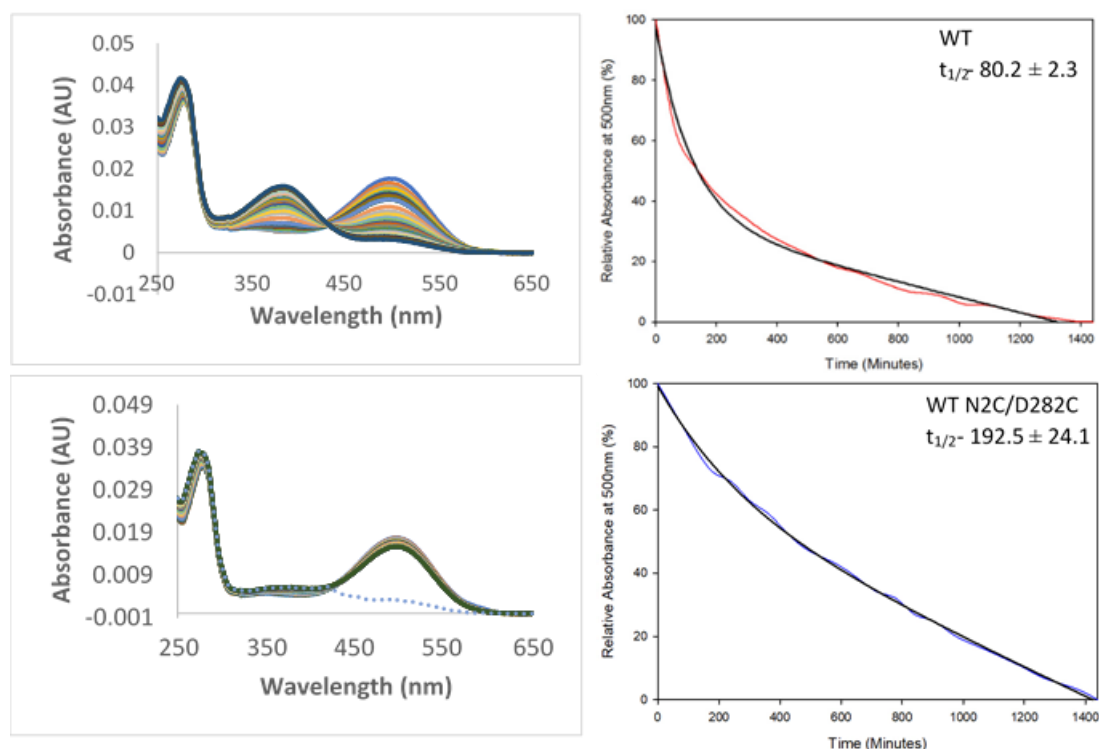 0.05
0.04
0.03
0.02
0.01
0
-0.01
250 350 450 550 650
Absorbance (AU)
Wavelength (nm)
100
80
60
40
20
0
0 200 400 600 800 1000 1200 1400
Relative Absorbance at 500nm (%)
Time (Minutes)
WT
t1/2- 80.2 ± 2.3
0.049
0.039
0.029
0.019
0.009
-0.001
250 350 450 550 650
Absorbance (AU)
Wavelength (nm)
100
80
60
40
20
0
0 200 400 600 800 1000 1200 1400
Relative Absorbance at 500nm (%)
Time (Minutes)
WT N2C/D282C
t1/2- 192.5 ± 24.1